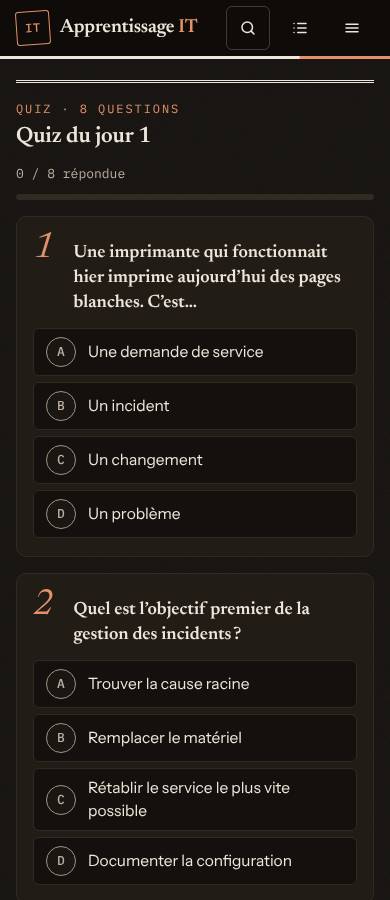 IT Apprentissage IT
QUIZ · 8 QUESTIONS
Quiz du jour 1
0 / 8 répondue
1 Une imprimante qui fonctionnait
hier imprime aujourd’hui des pages
blanches. C’est…
A Une demande de service
B Un incident
C Un changement
D Un problème
2 Quel est l’objectif premier de la
gestion des incidents ?
A Trouver la cause racine
B Remplacer le matériel
C Rétablir le service le plus vite
possible
D Documenter la configuration